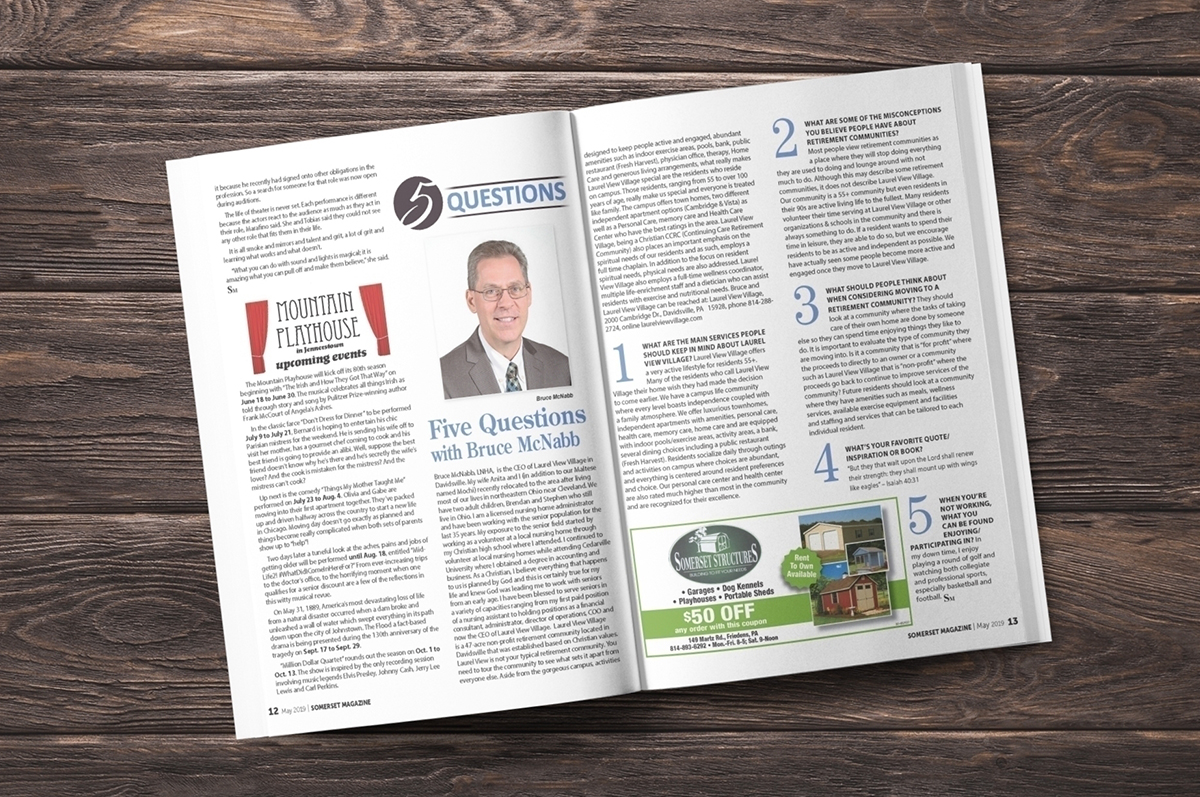 it because he recently had signed onto other obligations in the
profession. So a search for someone for that role was now open
during auditions.
The life of theater is never set. Each performance is different
because the actors react to the audience as much as they act in
their role, Marafino said. She and Tobias said they could not see
any other role that fits them in their life.
It is all smoke and mirrors and talent and grit, a lot of grit and
learning what works and what doesn't.
"What you can do with sound and lights is magical; it is
amazing what you can pull off and make them believe," she said.
SM
MOUNTAIN
PLAYHOUSE
in Jennerstown
upcoming events
The Mountain Playhouse will kick off its 80th season
beginning with "The Irish and How They Got That Way" on
June 18 to June 30. The musical celebrates all things Irish as
told through story and song by Pulitzer Prize-winning author
Frank McCourt of Angela's Ashes.
In the classic farce "Don't Dress for Dinner" to be performed
July 9 to July 21, Bernard is hoping to entertain his chic
Parisian mistress for the weekend. He is sending his wife off to
visit her mother, has a gourmet chef coming to cook and his
best friend is going to provide an alibi. Well, suppose the best
friend doesn't know why he's there and he's secretly the wife's
lover? And the cook is mistaken for the mistress? And the
mistress can't cook?
Up next is the comedy "Things My Mother Taught Me"
performed on July 23 to Aug. 4. Olivia and Gabe are
moving into their first apartment together. They've packed
up and driven halfway across the country to start a new life
in Chicago. Moving day doesn't go exactly as planned and
things become really complicated when both sets of parents
show up to "help"!
Two days later a tuneful look at the aches, pains and jobs of
getting older will be performed until Aug. 18, entitled "Mid-
Life2! #WhatDidIComeInHereFor?" From ever-increasing trips
to the doctor's office, to the horrifying moment when one
qualifies for a senior discount are a few of the reflections in
this witty musical revue.
On May 31, 1889, America's most devastating loss of life
from a natural disaster occurred when a dam broke and
unleashed a wall of water which swept everything in its path
down upon the city of Johnstown. The Flood a fact-based
drama is being presented during the 130th anniversary of the
tragedy on Sept. 17 to Sept. 29.
"Million Dollar Quartet" rounds out the season on Oct. 1 to
Oct. 13. The show is inspired by the only recording session
involving music legends Elvis Presley, Johnny Cash, Jerry Lee
Lewis and Carl Perkins.
12 May 2019 | SOMERSET MAGAZINE
5 QUESTIONS
Bruce McNabb
Five Questions
with Bruce McNabb
Bruce McNabb, LNHA, is the CEO of Laurel View Village in
Davidsville. My wife Anita and I (in addition to our Maltese
named Mochi) recently relocated to the area after living
most of our lives in northeastern Ohio near Cleveland. We
have two adult children, Brendan and Stephen who still
live in Ohio. I am a licensed nursing home administrator
and have been working with the senior population for the
last 35 years. My exposure to the senior field started by
working as a volunteer at a local nursing home through
my Christian high school where I attended. I continued to
volunteer at local nursing homes while attending Cedarville
University where I obtained a degree in accounting and
business. As a Christian, I believe everything that happens
to us is planned by God and this is certainly true for my
life and knew God was leading me to work with seniors
from an early age. I have been blessed to serve seniors in
a variety of capacities ranging from my first paid position
of a nursing assistant to holding positions as a financial
consultant, administrator, director of operations, COO and
now the CEO of Laurel View Village. Laurel View Village
is a 47-acre non-profit retirement community located in
Davidsville that was established based on Christian values.
Laurel View is not your typical retirement community. You
need to tour the community to see what sets it apart from
everyone else. Aside from the gorgeous campus, activities
designed to keep people active and engaged, abundant
amenities such as indoor exercise areas, pools, bank, public
restaurant (Fresh Harvest), physician office, therapy, Home
Care and generous living arrangements, what really makes
Laurel View Village special are the residents who reside
on campus. Those residents, ranging from 55 to over 100
years of age, really make us special and everyone is treated
like family. The campus offers town homes, two different
independent apartment options (Cambridge & Vista) as
well as a Personal Care, memory care and Health Care
Center who have the best ratings in the area. Laurel View
Village, being a Christian CCRC (Continuing Care Retirement
Community) also places an important emphasis on the
spiritual needs of our residents and as such, employs a
full time chaplain. In addition to the focus on resident
spiritual needs, physical needs are also addressed. Laurel
View Village also employs a full-time wellness coordinator,
multiple life-enrichment staff and a dietician who can assist
residents with exercise and nutritional needs. Bruce and
Laurel View Village can be reached at: Laurel View Village,
2000 Cambridge Dr., Davidsville, PA 15928, phone 814-288-
2724, online laurelviewvillage.com
1 WHAT ARE THE MAIN SERVICES PEOPLE
SHOULD KEEP IN MIND ABOUT LAUREL
VIEW VILLAGE? Laurel View Village offers
a very active lifestyle for residents 55+.
Many of the residents who call Laurel View
Village their home wish they had made the decision
to come earlier. We have a campus life community
where every level boasts independence coupled with
a family atmosphere. We offer luxurious townhomes,
independent apartments with amenities, personal care,
health care, memory care, home care and are equipped
with indoor pools/exercise areas, activity areas, a bank,
several dining choices including a public restaurant
(Fresh Harvest). Residents socialize daily through outings
and activities on campus where choices are abundant,
and everything is centered around resident preferences
and choice. Our personal care center and health center
are also rated much higher than most in the community
and are recognized for their excellence.
SOMERSET STRUCTURES
BUILDING TO FIT YOUR NEEDS
• Garages • Dog Kennels
• Playhouses • Portable Sheds
Rent To
Own
Available
$50 OFF
any order with this coupon
149 Martz Rd., Friedens, PA
814-893-6292 • Mon.-Fri. 8-5; Sat. 9-Noon
2 WHAT ARE SOME OF THE MISCONCEPTIONS
YOU BELIEVE PEOPLE HAVE ABOUT
RETIREMENT COMMUNITIES?
Most people view retirement communities as
a place where they will stop doing everything
they are used to doing and lounge around with not
much to do. Although this may describe some retirement
communities, it does not describe Laurel View Village.
Our community is a 55+ community but even residents in
their 90s are active living life to the fullest. Many residents
volunteer their time serving at Laurel View Village or other
organizations & schools in the community and there is
always something to do. If a resident wants to spend their
time in leisure, they are able to do so, but we encourage
residents to be as active and independent as possible. We
have actually seen some people become more active and
engaged once they move to Laurel View Village.
3 WHAT SHOULD PEOPLE THINK ABOUT
WHEN CONSIDERING MOVING TO A
RETIREMENT COMMUNITY? They should
look at a community where the tasks of taking
care of their own home are done by someone
else so they can spend time enjoying things they like to
do. It is important to evaluate the type of community they
are moving into. Is it a community that is "for profit" where
the proceeds to directly to an owner or a community
such as Laurel View Village that is "non-profit" where the
proceeds go back to continue to improve services of the
community? Future residents should look at a community
where they have amenities such as meals, wellness
services, available exercise equipment and facilities
and staffing and services that can be tailored to each
individual resident.
4 WHAT'S YOUR FAVORITE QUOTE/
INSPIRATION OR BOOK?
"But they that wait upon the Lord shall renew
their strength; they shall mount up with wings
like eagles" – Isaiah 40:31
5 WHEN YOU'RE
NOT WORKING,
WHAT YOU
CAN BE FOUND
ENJOYING/
PARTICIPATING IN? In
my down time, I enjoy
playing a round of golf and
watching both collegiate
and professional sports,
especially basketball and
football. SM
SOMERSET MAGAZINE | May 2019 13